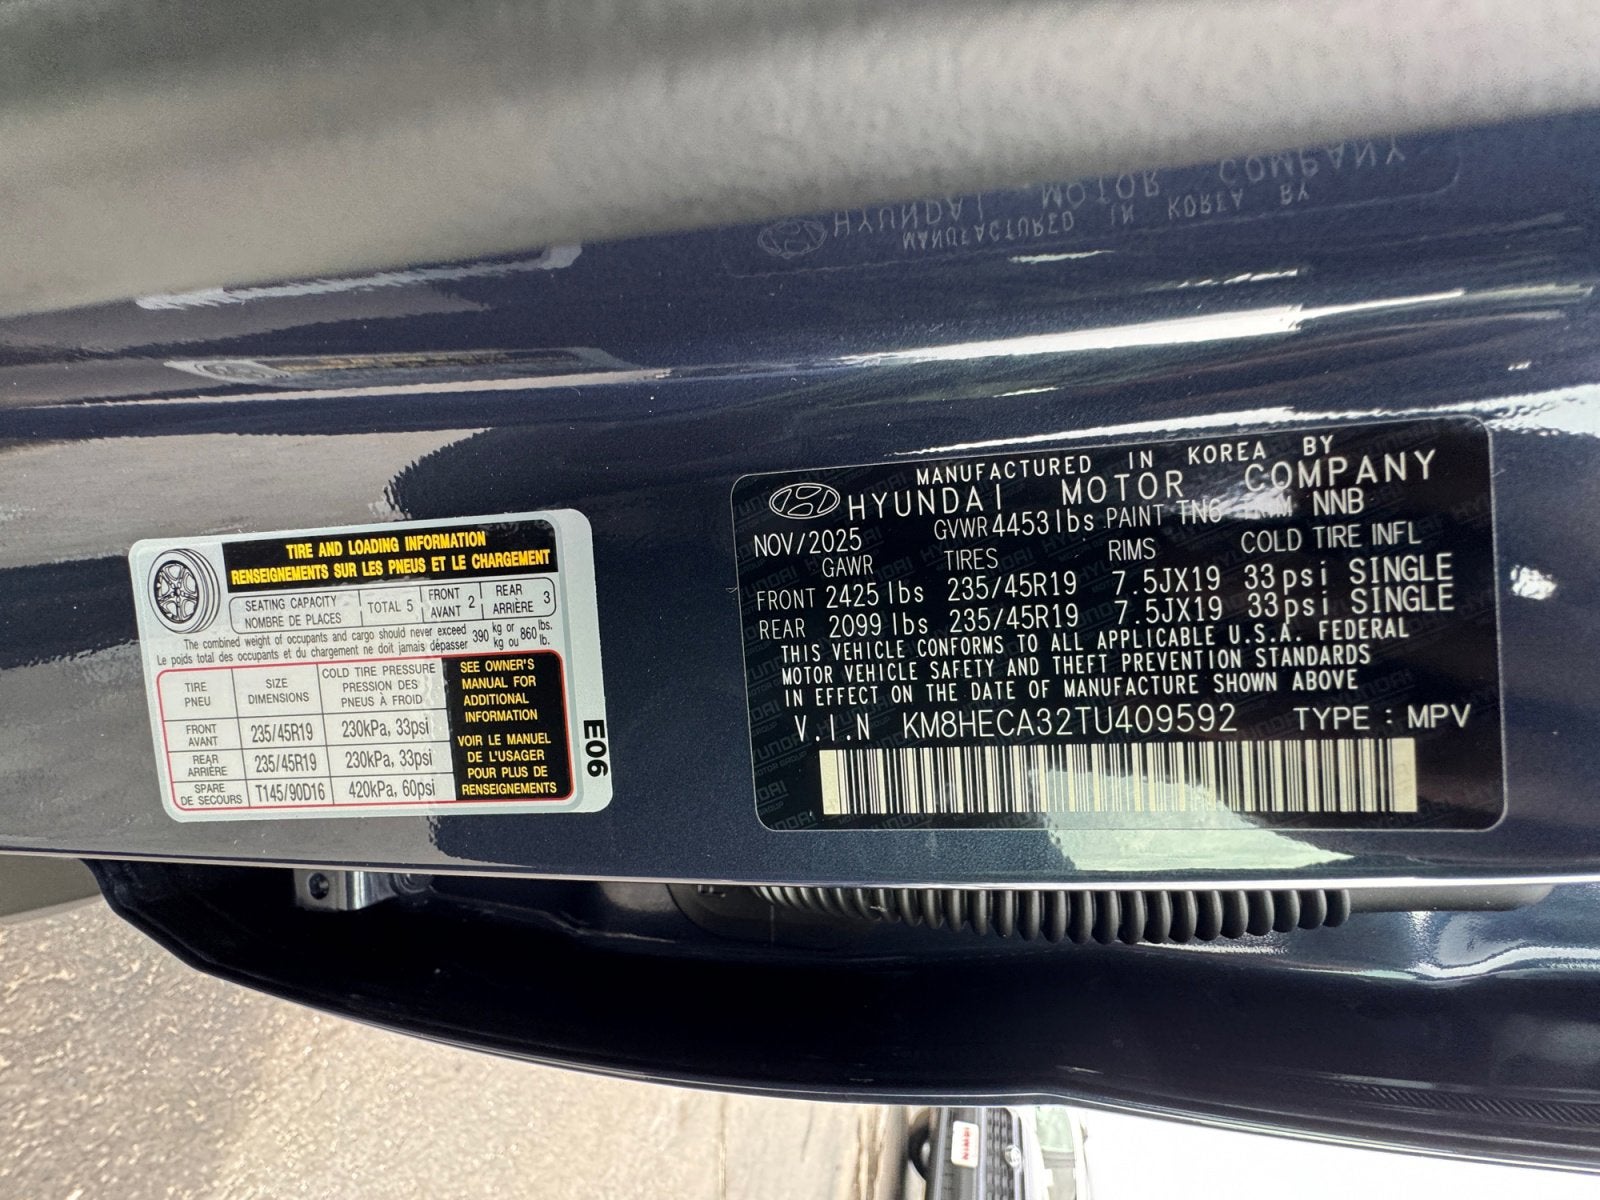 TIRE AND LOADING INFORMATION
RENSEIGNEMENTS SUR LES PNEUS ET LE CHARGEMENT
SEATING CAPACITY
NOMBRE DE PLACES
TOTAL 5
FRONT
AVANT 2
REAR
ARRIÈRE 3
The combined weight of occupants and cargo should never exceed 390 kg or 860 lbs.
Le poids total des occupants et du chargement ne doit jamais dépasser 390 kg ou 860 lb.
TIRE
PNEU
SIZE
DIMENSIONS
COLD TIRE PRESSURE
PRESSION DES
PNEUS À FROID
FRONT
AVANT
235/45R19
230kPa, 33psi
REAR
ARRIÈRE
235/45R19
230kPa, 33psi
SPARE
DE SECOURS
T145/90D16
420kPa, 60psi
SEE OWNER'S
MANUAL FOR
ADDITIONAL
INFORMATION
VOIR LE MANUEL
DE L'USAGER
POUR PLUS DE
RENSEIGNEMENTS
E06
MANUFACTURED IN KOREA BY
HYUNDAI MOTOR COMPANY
NOV/2025 GVWR 4453lbs PAINT TN6 TRIM NNB
GAWR TIRES RIMS COLD TIRE INFL
FRONT 2425 lbs 235/45R19 7.5JX19 33psi SINGLE
REAR 2099 lbs 235/45R19 7.5JX19 33psi SINGLE
THIS VEHICLE CONFORMS TO ALL APPLICABLE U.S.A. FEDERAL
MOTOR VEHICLE SAFETY AND THEFT PREVENTION STANDARDS
IN EFFECT ON THE DATE OF MANUFACTURE SHOWN ABOVE
V.I.N KM8HECA32TU409592 TYPE : MPV